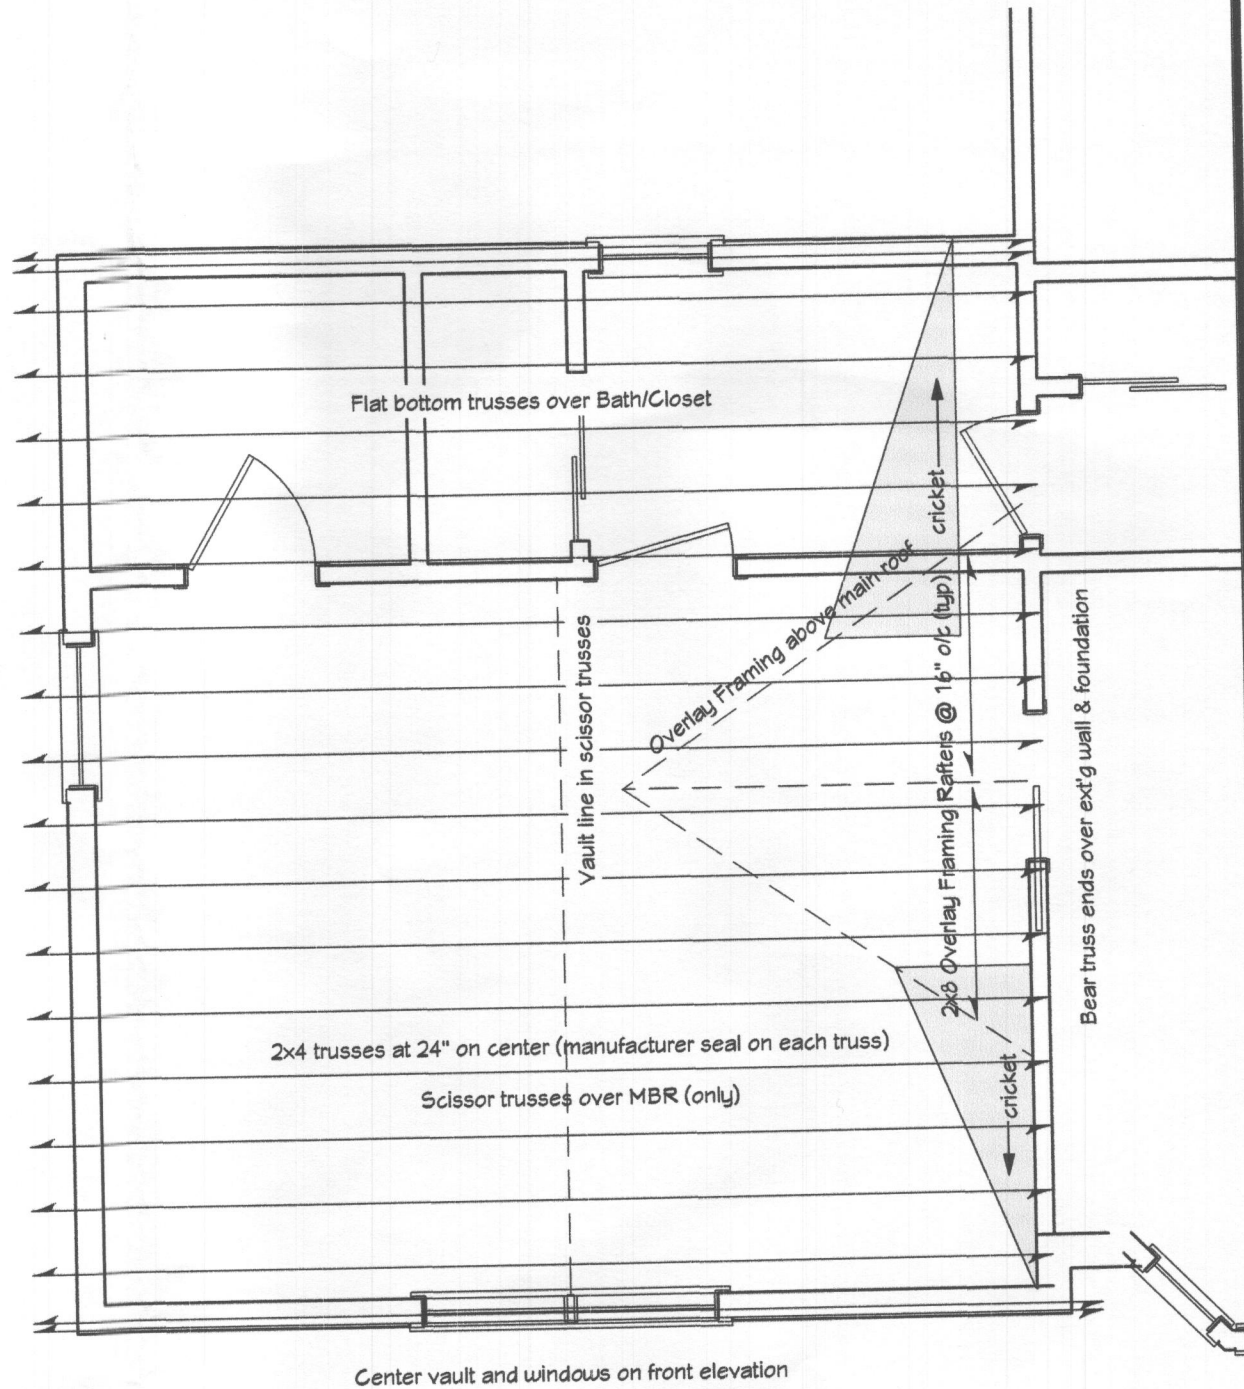 Flat bottom trusses over Bath/Closet
cricket
Overlay Framing above main roof
Vault line in scissor trusses
2x8 Overlay Framing Rafters @ 16" o/c (typ)
Bear truss ends over ext'g wall & foundation
2x4 trusses at 24" on center (manufacturer seal on each truss)
Scissor trusses over MBR (only)
cricket
Center vault and windows on front elevation